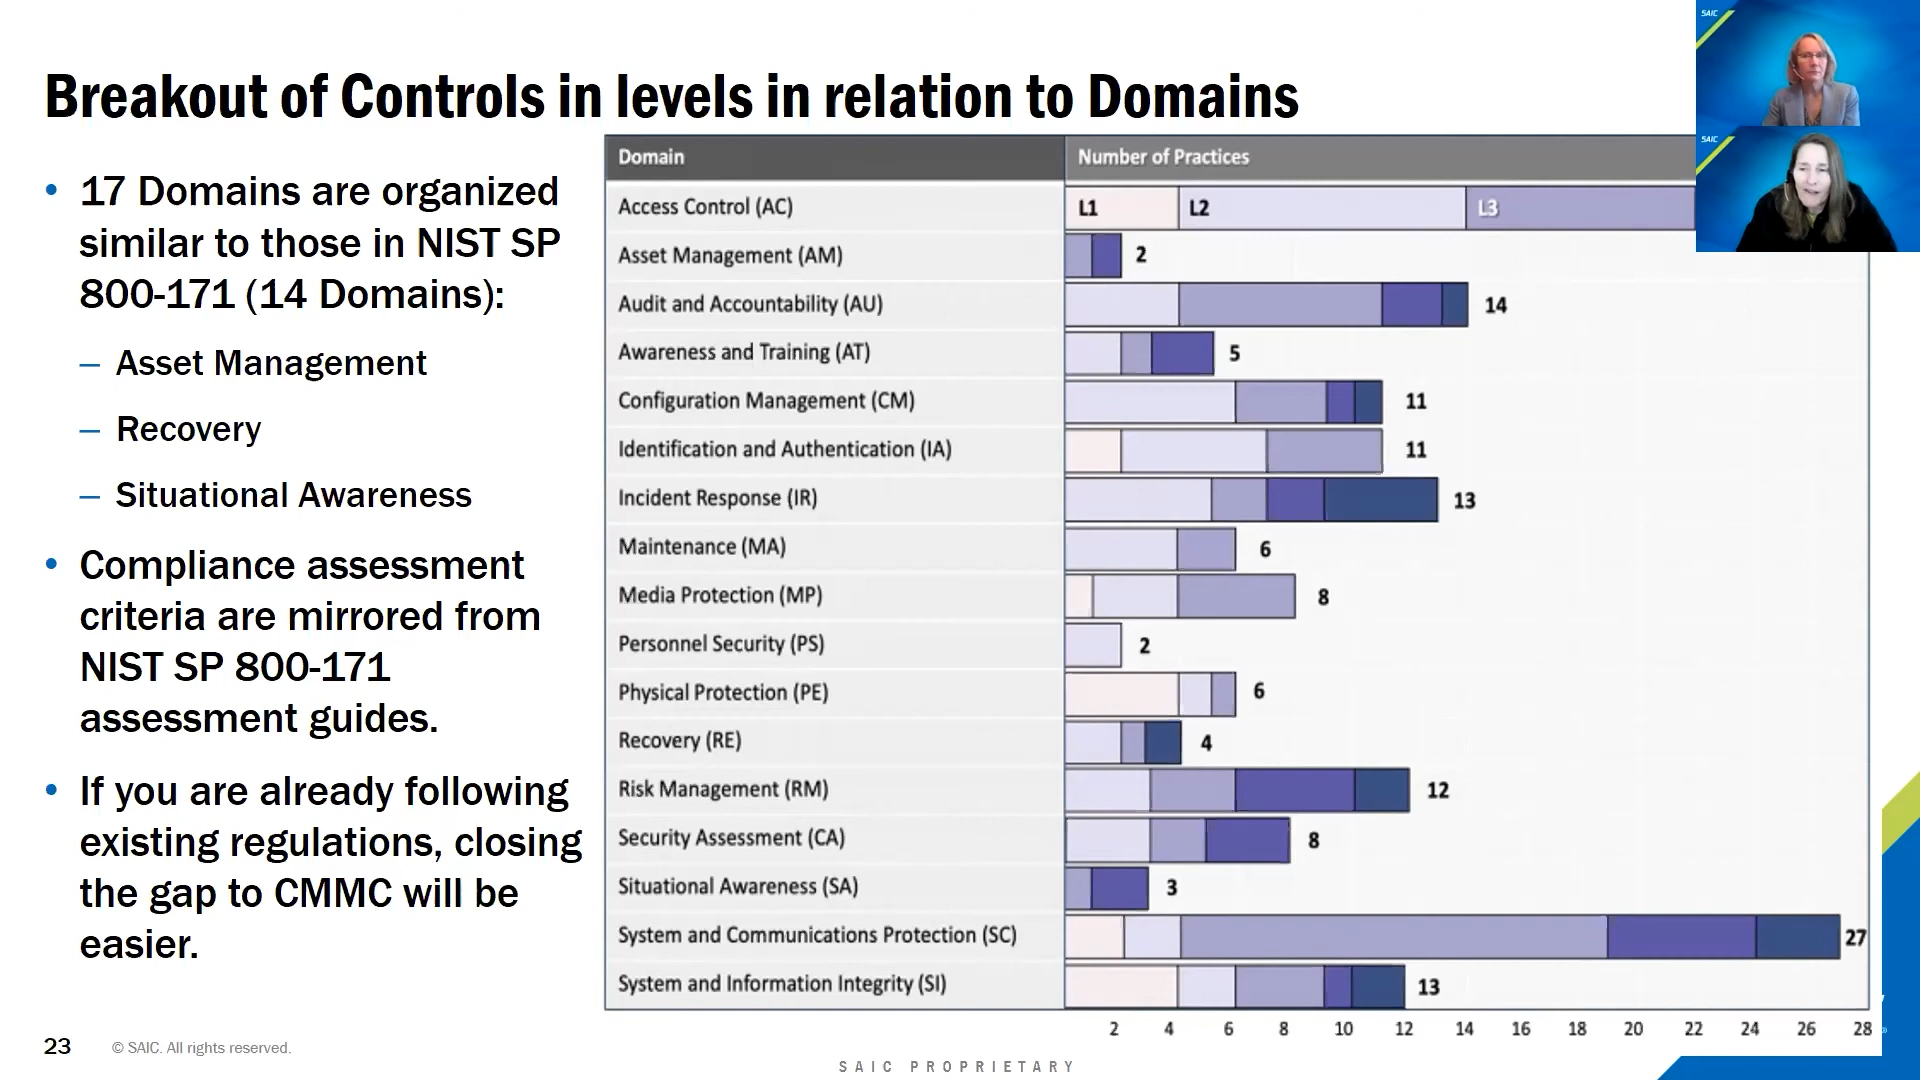 Breakout of Controls in levels in relation to Domains
• 17 Domains are organized
similar to those in NIST SP
800-171 (14 Domains):
– Asset Management
– Recovery
– Situational Awareness
• Compliance assessment
criteria are mirrored from
NIST SP 800-171
assessment guides.
• If you are already following
existing regulations, closing
the gap to CMMC will be
easier.
Domain Number of Practices
Access Control (AC) L1 L2 L3
Asset Management (AM) 2
Audit and Accountability (AU) 14
Awareness and Training (AT) 5
Configuration Management (CM) 11
Identification and Authentication (IA) 11
Incident Response (IR) 13
Maintenance (MA) 6
Media Protection (MP) 8
Personnel Security (PS) 2
Physical Protection (PE) 6
Recovery (RE) 4
Risk Management (RM) 12
Security Assessment (CA) 8
Situational Awareness (SA) 3
System and Communications Protection (SC) 27
System and Information Integrity (SI) 13
2 4 6 8 10 12 14 16 18 20 22 24 26 28
SAIC
SAIC
23 © SAIC. All rights reserved.
SAIC PROPRIETARY